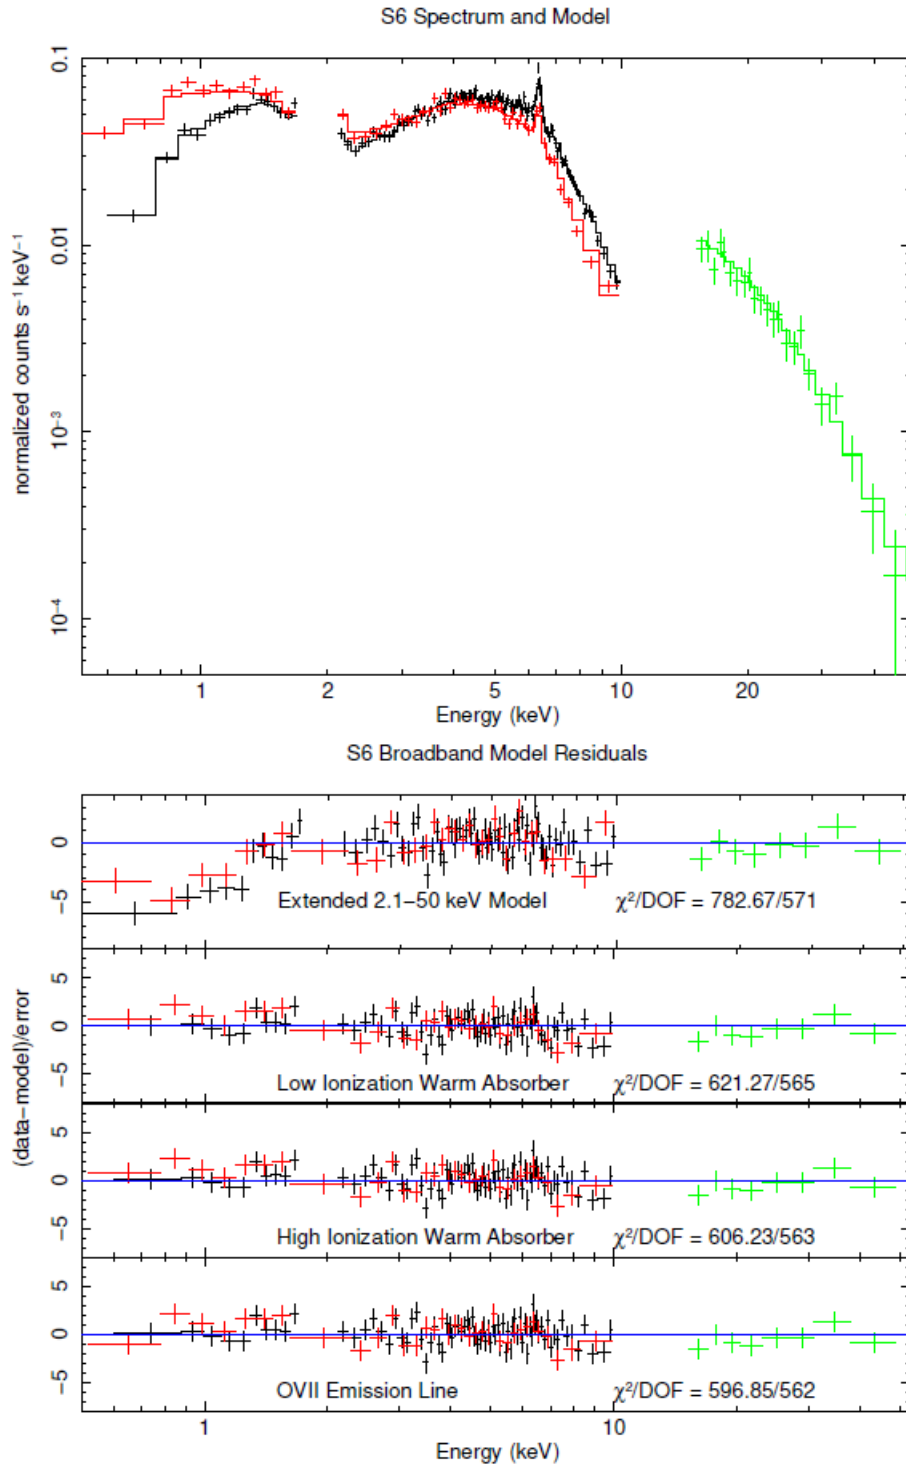 S6 Spectrum and Model
normalized counts s⁻¹ keV⁻¹
0.1
0.01
10⁻³
10⁻⁴
1 2 5 10 20
Energy (keV)
S6 Broadband Model Residuals
(data−model)/error
0
−5
Extended 2.1−50 keV Model χ²/DOF = 782.67/571
5
0
−5
Low Ionization Warm Absorber χ²/DOF = 621.27/565
5
0
−5
High Ionization Warm Absorber χ²/DOF = 606.23/563
5
0
−5
OVII Emission Line χ²/DOF = 596.85/562
1 10
Energy (keV)